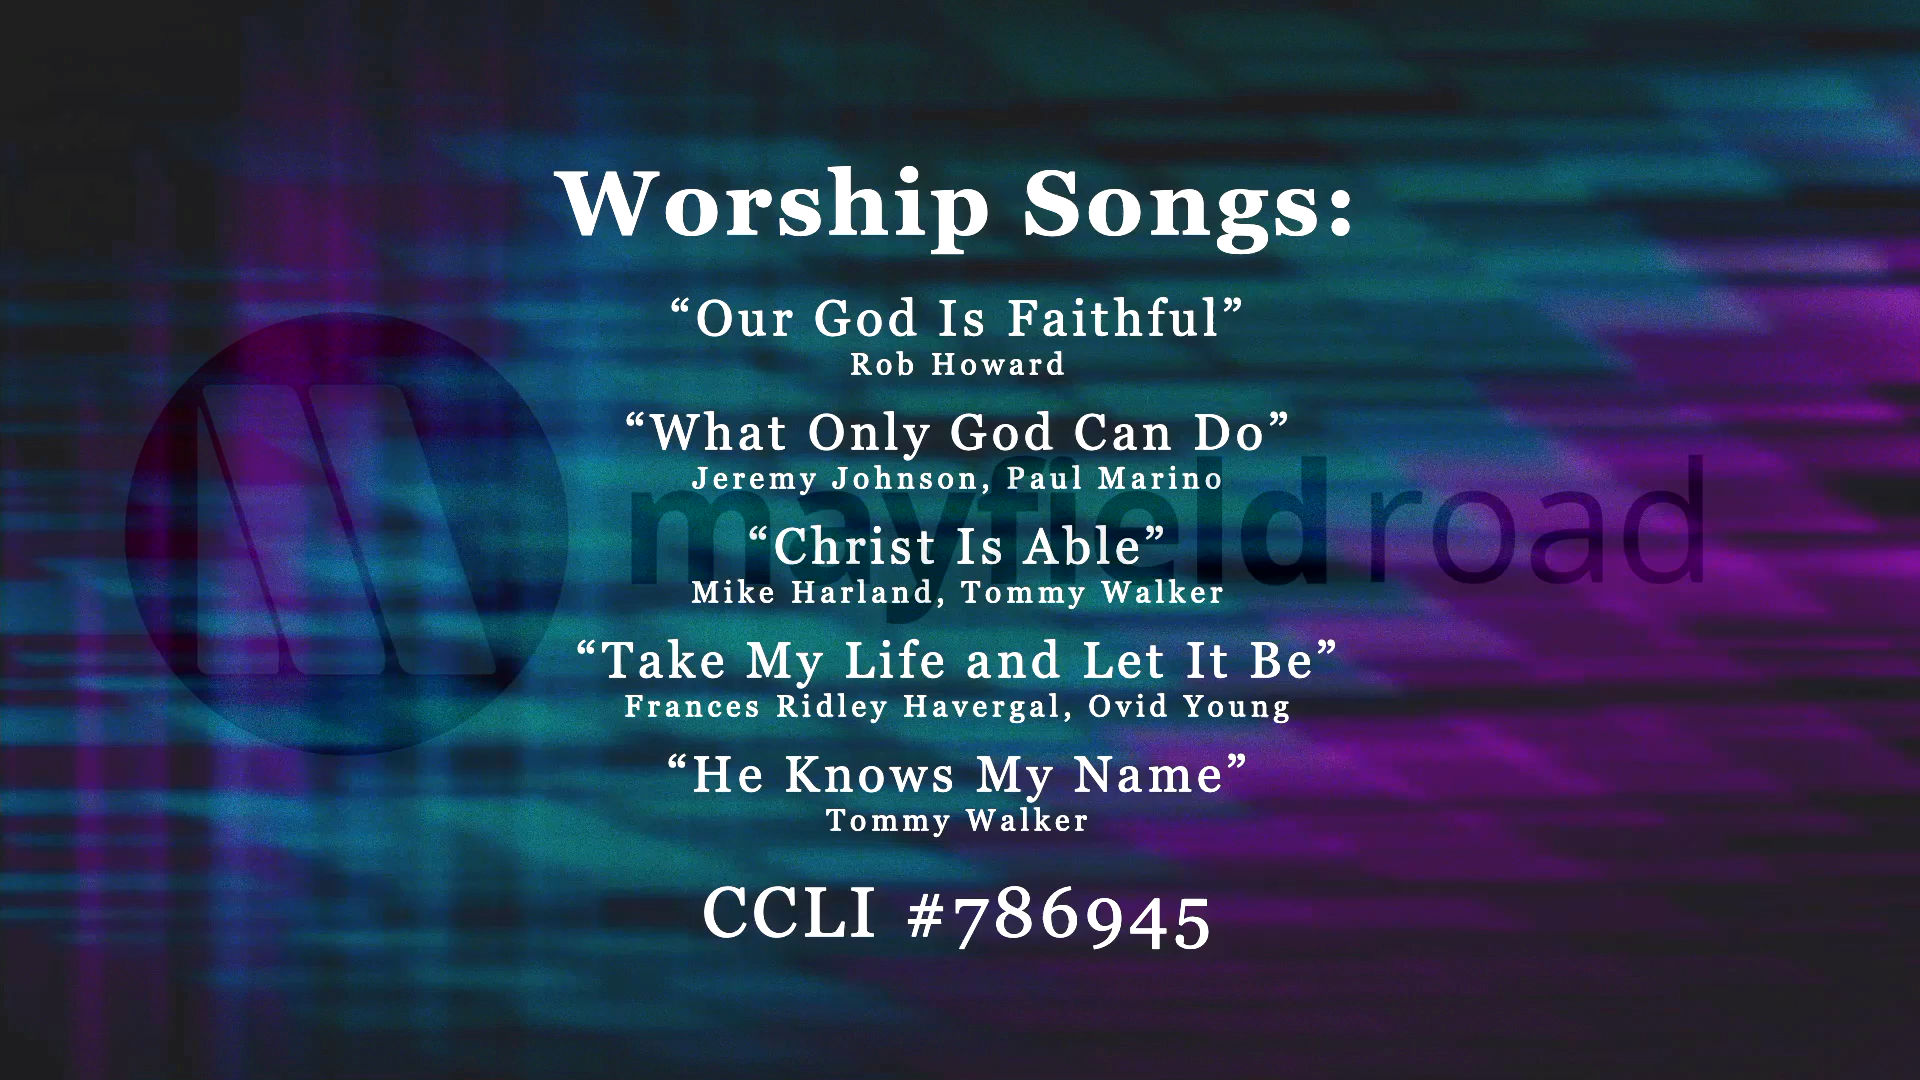 Worship Songs:
“Our God Is Faithful”
Rob Howard
“What Only God Can Do”
Jeremy Johnson, Paul Marino
mayfield road
“Christ Is Able”
Mike Harland, Tommy Walker
“Take My Life and Let It Be”
Frances Ridley Havergal, Ovid Young
“He Knows My Name”
Tommy Walker
CCLI #786945